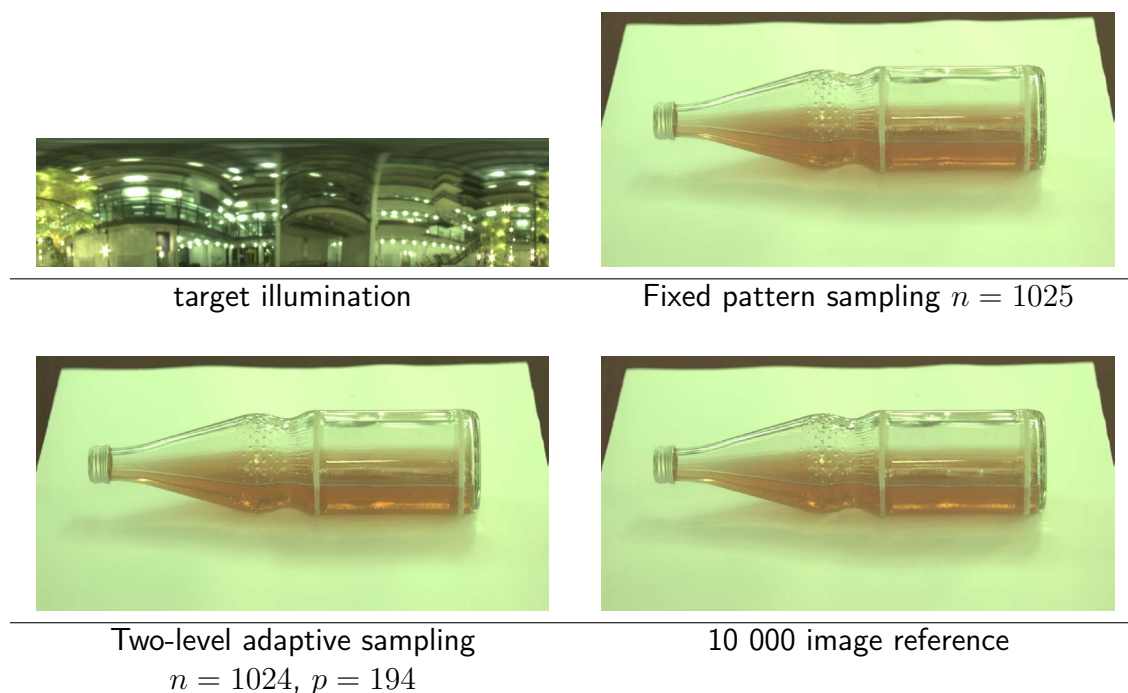 target illumination
Fixed pattern sampling n = 1025
Two-level adaptive sampling
n = 1024, p = 194
10 000 image reference